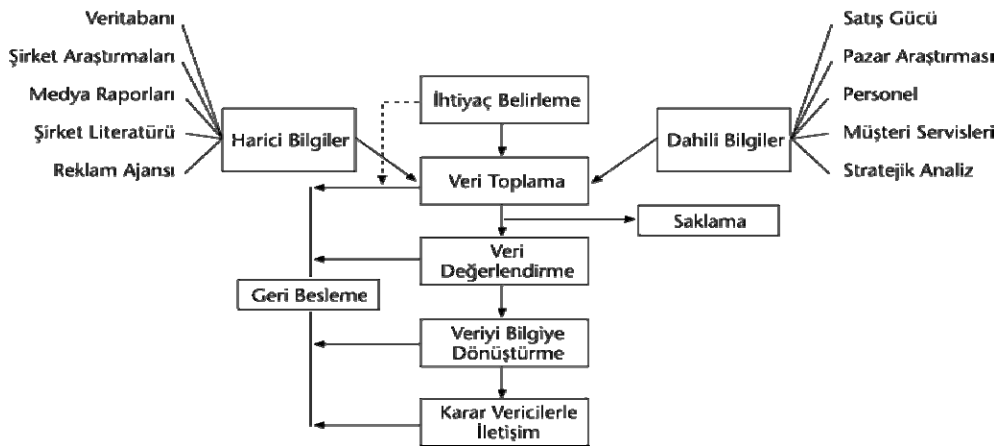 Veritabanı
Şirket Araştırmaları
Medya Raporları
Şirket Literatürü
Reklam Ajansı
Harici Bilgiler
İhtiyaç Belirleme
Satış Gücü
Pazar Araştırması
Personel
Müşteri Servisleri
Stratejik Analiz
Dahili Bilgiler
Veri Toplama
Saklama
Veri
Değerlendirme
Geri Besleme
Veriyi Bilgiye
Dönüştürme
Karar Vericilerle
İletişim